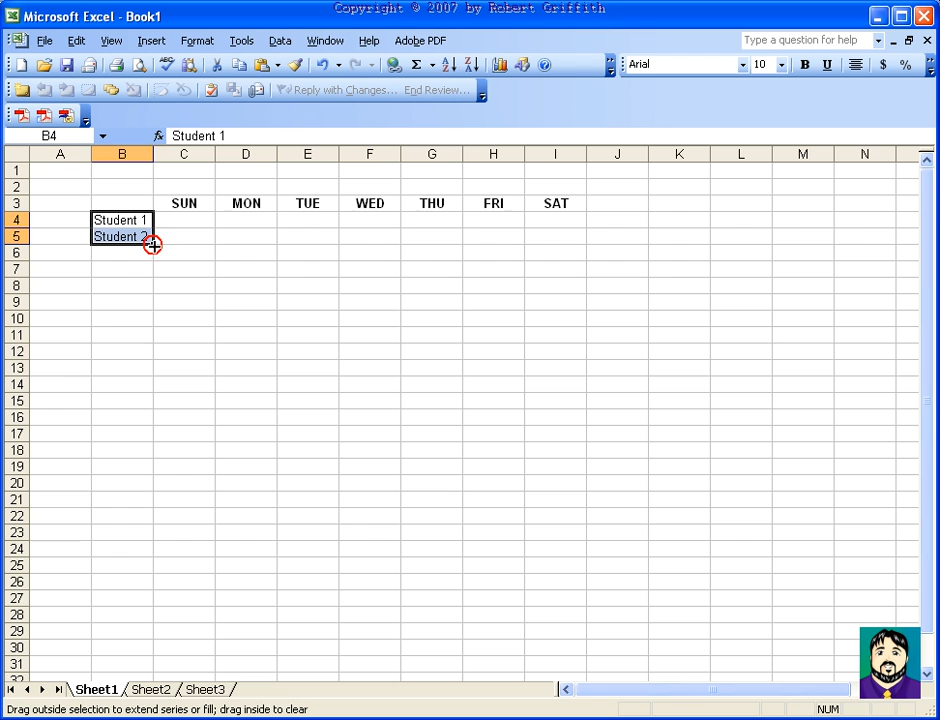 Copyright © 2007 by Robert Griffith
Microsoft Excel - Book1
File Edit View Insert Format Tools Data Window Help Adobe PDF Type a question for help
Arial 10 B U $ %
Reply with Changes... End Review...
B4 fx Student 1
A B C D E F G H I J K L M N
1
2
3 SUN MON TUE WED THU FRI SAT
4 Student 1
5 Student 2
6
7
8
9
10
11
12
13
14
15
16
17
18
19
20
21
22
23
24
25
26
27
28
29
30
31
32
Sheet1 Sheet2 Sheet3
Drag outside selection to extend series or fill; drag inside to clear NUM